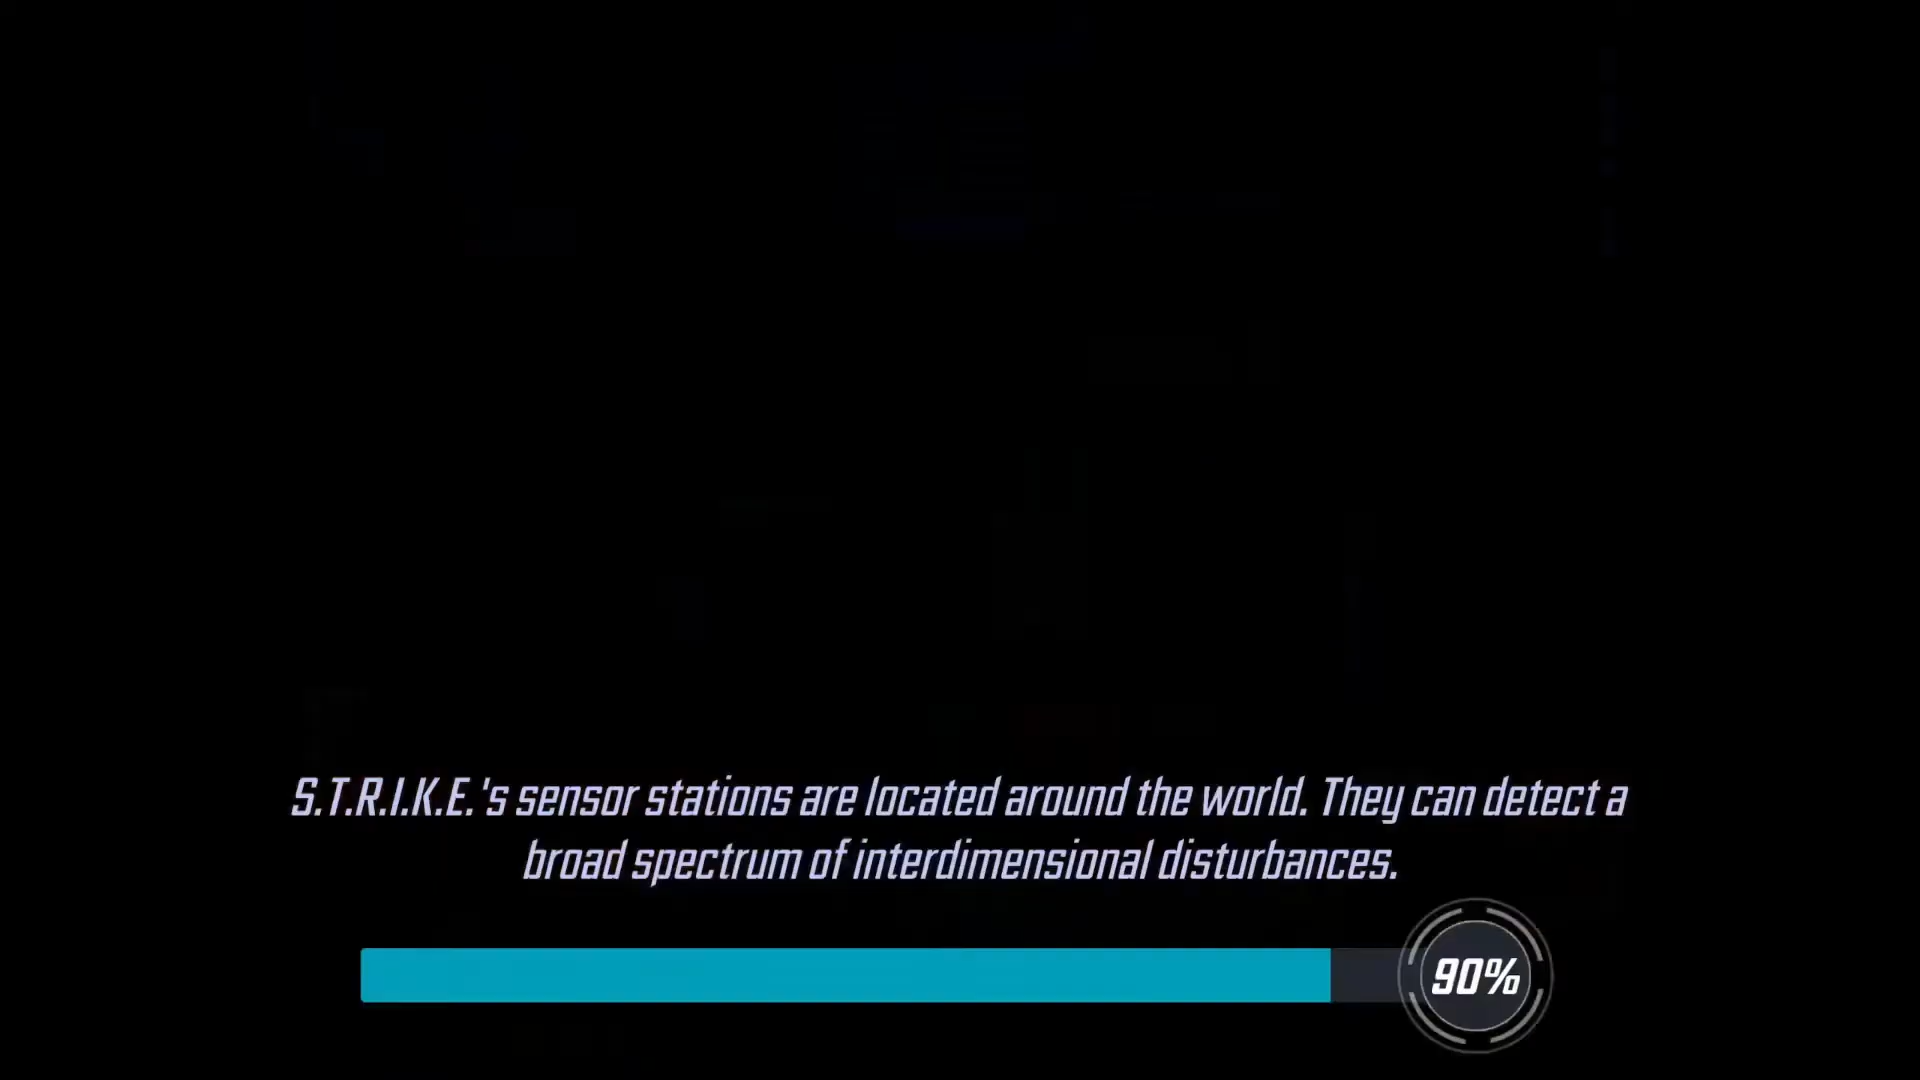 S.T.R.I.K.E.'s sensor stations are located around the world. They can detect a
broad spectrum of interdimensional disturbances.
90%